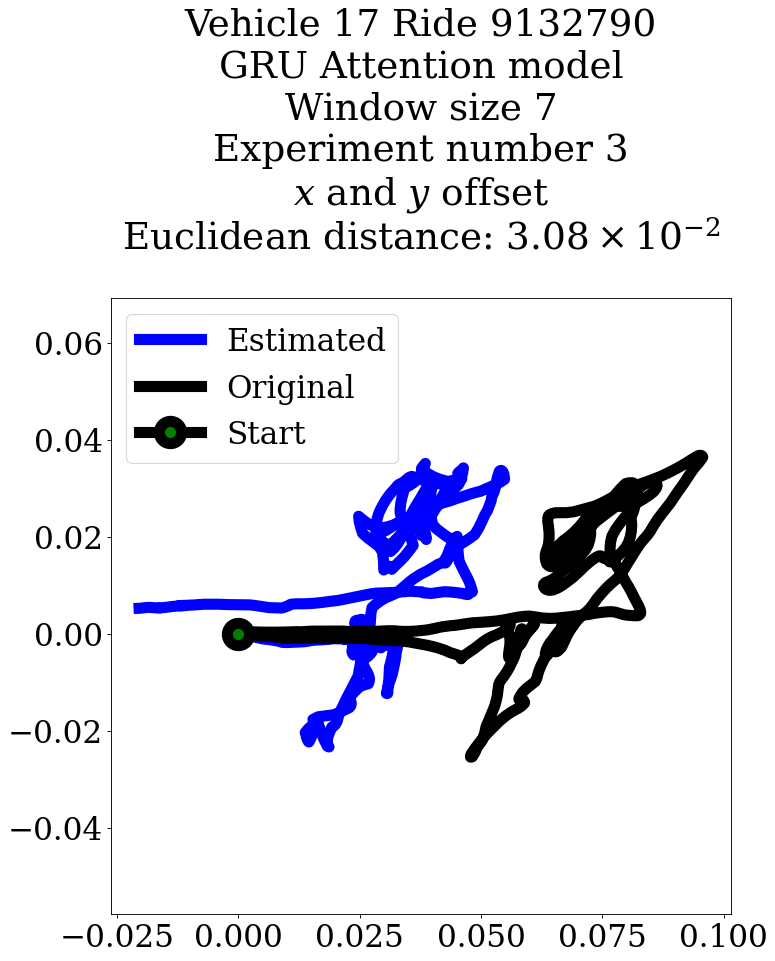 Vehicle 17 Ride 9132790
GRU Attention model
Window size 7
Experiment number 3
x and y offset
Euclidean distance: 3.08 × 10⁻²
Estimated
Original
Start
0.06
0.04
0.02
0.00
−0.02
−0.04
−0.025 0.000 0.025 0.050 0.075 0.100